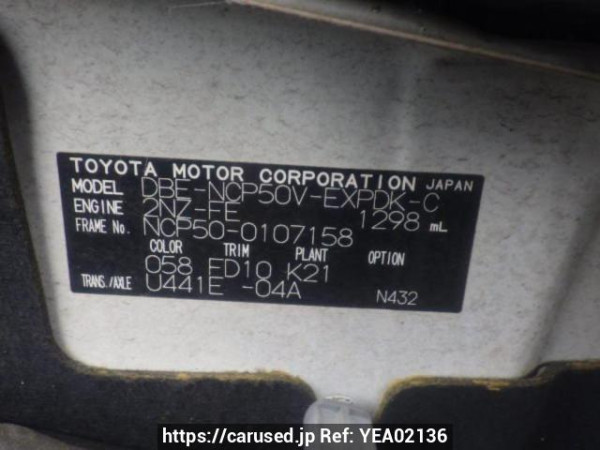 TOYOTA MOTOR CORPORATION JAPAN
MODEL DBE-NCP50V-EXPDK-C
ENGINE 2NZ-FE 1298 mL
FRAME No. NCP50-0107158
COLOR TRIM PLANT OPTION
058 FD10 K21
TRANS./AXLE U441E -04A N432
https://carused.jp Ref: YEA02136